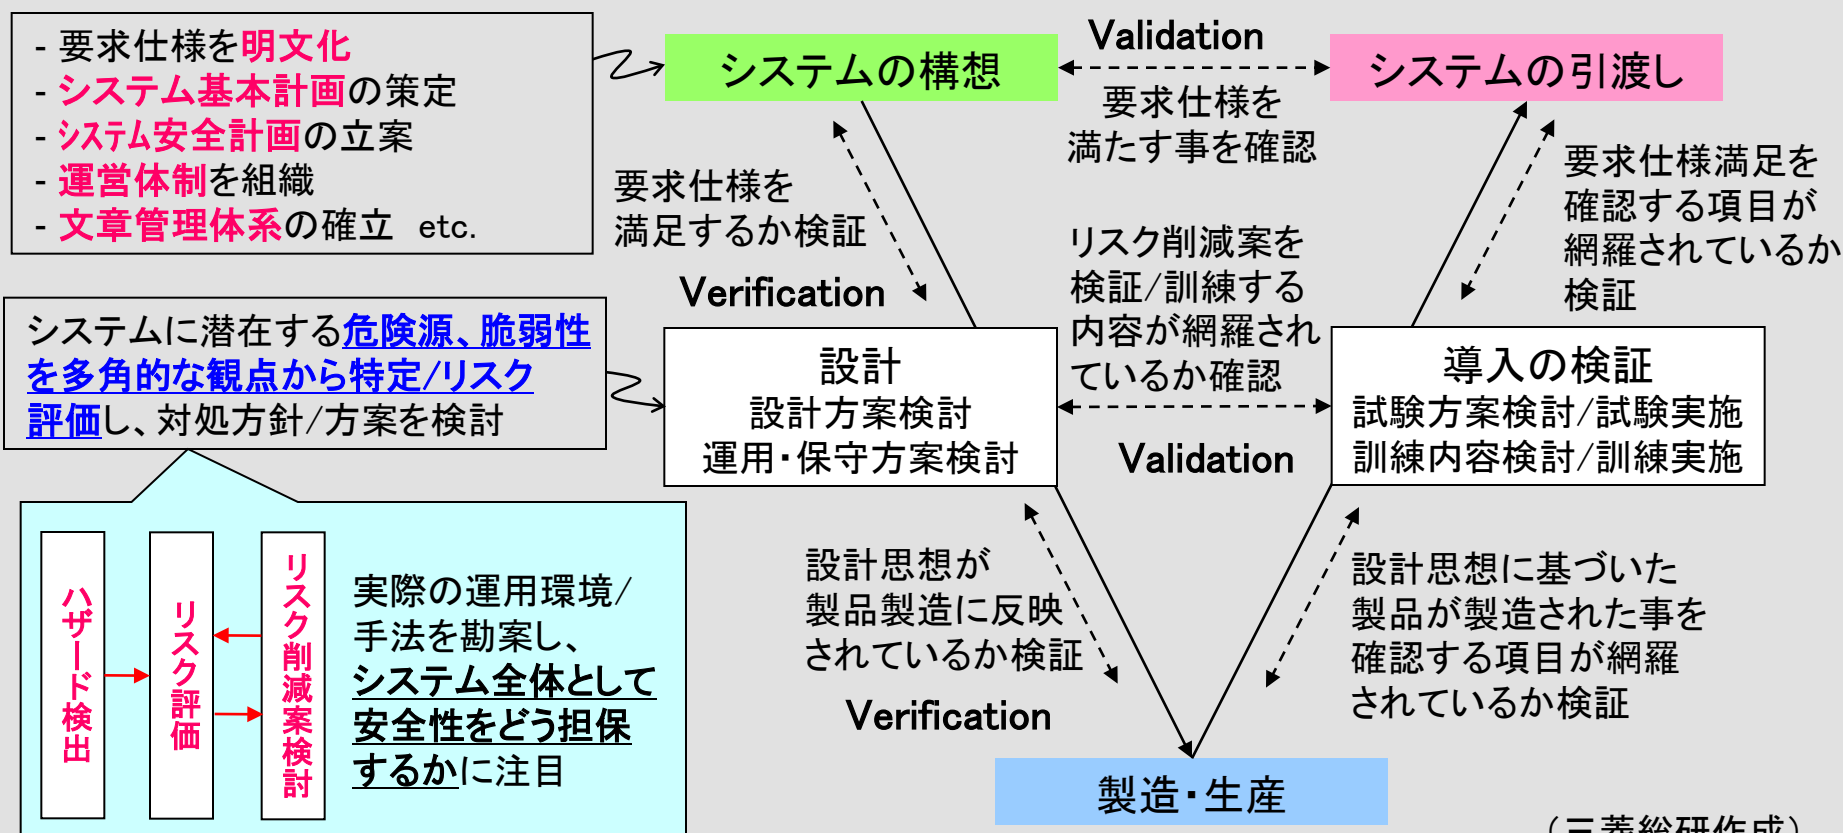 - 要求仕様を明文化
- システム基本計画の策定
- システム安全計画の立案
- 運営体制を組織
- 文章管理体系の確立 etc.
システムの構想
Validation
要求仕様を
満たす事を確認
システムの引渡し
要求仕様を
満足するか検証
Verification
要求仕様満足を
確認する項目が
網羅されているか
検証
システムに潜在する危険源、脆弱性
を多角的な観点から特定/リスク
評価し、対処方針/方案を検討
設計
設計方案検討
運用・保守方案検討
リスク削減案を
検証/訓練する
内容が網羅され
ているか確認
Validation
導入の検証
試験方案検討/試験実施
訓練内容検討/訓練実施
ハザード検出
リスク評価
リスク削減案検討
実際の運用環境/
手法を勘案し、
システム全体として
安全性をどう担保
するかに注目
設計思想が
製品製造に反映
されているか検証
Verification
設計思想に基づいた
製品が製造された事を
確認する項目が網羅
されているか検証
製造・生産
(三菱総研作成)